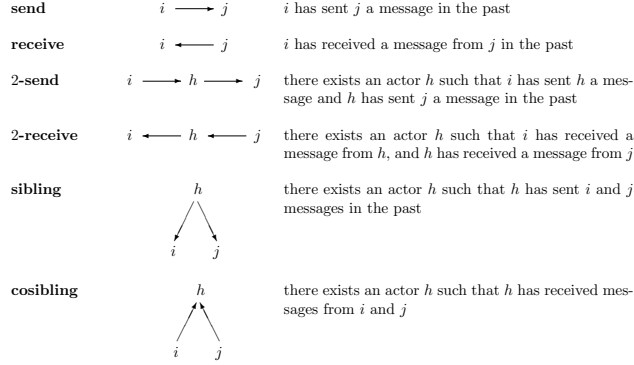 send i j i has sent j a message in the past
receive i j i has received a message from j in the past
2-send i h j there exists an actor h such that i has sent h a mes-
sage and h has sent j a message in the past
2-receive i h j there exists an actor h such that i has received a
message from h, and h has received a message from j
sibling h there exists an actor h such that h has sent i and j
messages in the past
i j
cosibling h there exists an actor h such that h has received mes-
sages from i and j
i j